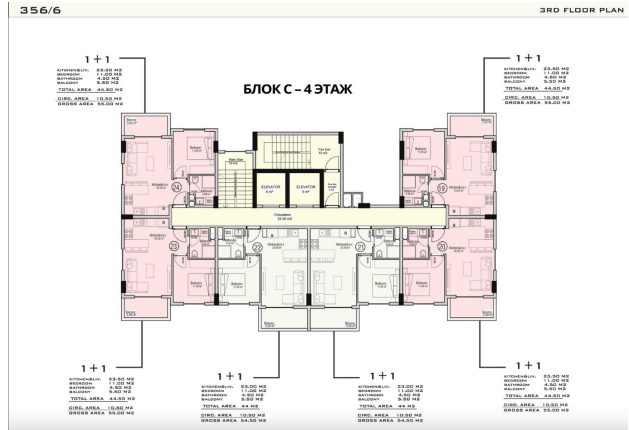 356/6
3RD FLOOR PLAN
1+1
KITCHEN&LIV. 23.50 M2
BEDROOM 11.00 M2
BATHROOM 4.50 M2
BALCONY 5.50 M2
TOTAL AREA 44.50 M2
CIRC. AREA 10.50 M2
GROSS AREA 55.00 M2
1+1
KITCHEN&LIV. 23.50 M2
BEDROOM 11.00 M2
BATHROOM 4.50 M2
BALCONY 5.50 M2
TOTAL AREA 44.50 M2
CIRC. AREA 10.50 M2
GROSS AREA 55.00 M2
БЛОК С – 4 ЭТАЖ
ELEVATOR
ELEVATOR
Circulation
24
19
23
22
21
20
1+1
KITCHEN&LIV. 23.50 M2
BEDROOM 11.00 M2
BATHROOM 4.50 M2
BALCONY 5.50 M2
TOTAL AREA 44.50 M2
CIRC. AREA 10.50 M2
GROSS AREA 55.00 M2
1+1
KITCHEN&LIV. 23.00 M2
BEDROOM 11.00 M2
BATHROOM 4.50 M2
BALCONY 5.50 M2
TOTAL AREA 44 M2
CIRC. AREA 10.50 M2
GROSS AREA 54.50 M2
1+1
KITCHEN&LIV. 23.00 M2
BEDROOM 11.00 M2
BATHROOM 4.50 M2
BALCONY 5.50 M2
TOTAL AREA 44 M2
CIRC. AREA 10.50 M2
GROSS AREA 54.50 M2
1+1
KITCHEN&LIV. 23.50 M2
BEDROOM 11.00 M2
BATHROOM 4.50 M2
BALCONY 5.50 M2
TOTAL AREA 44.50 M2
CIRC. AREA 10.50 M2
GROSS AREA 55.00 M2